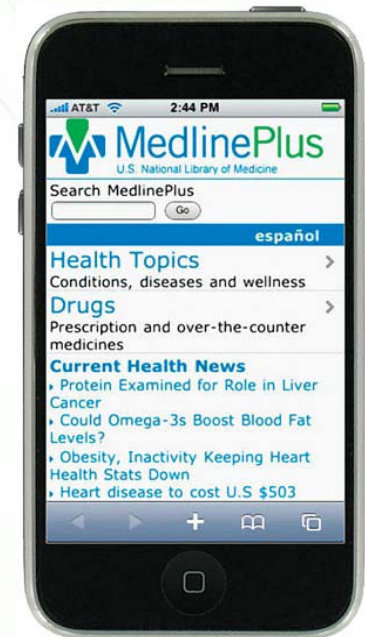 AT&T 2:44 PM
MedlinePlus
U.S. National Library of Medicine
Search MedlinePlus
Go
español
Health Topics
Conditions, diseases and wellness
Drugs
Prescription and over-the-counter
medicines
Current Health News
Protein Examined for Role in Liver
Cancer
Could Omega-3s Boost Blood Fat
Levels?
Obesity, Inactivity Keeping Heart
Health Stats Down
Heart disease to cost U.S $503